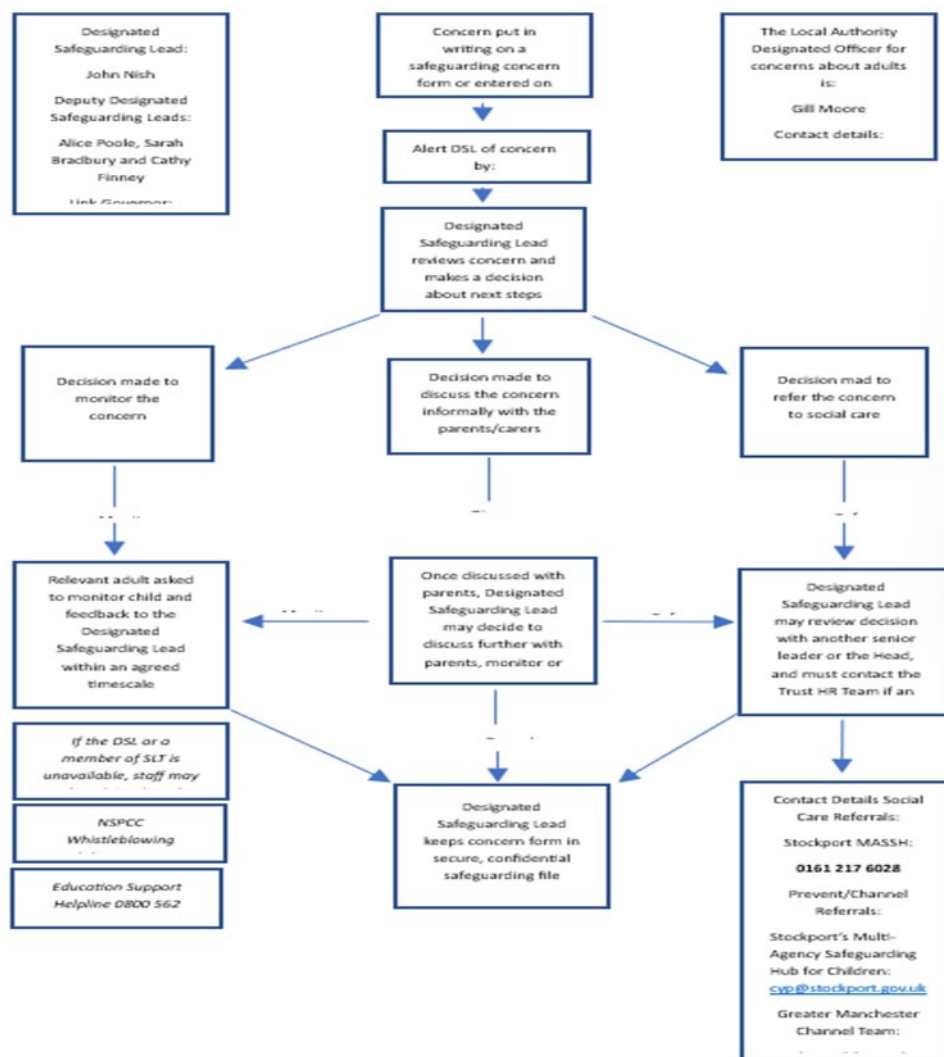 Designated
Safeguarding Lead:
John Nish
Deputy Designated
Safeguarding Leads:
Alice Poole, Sarah
Bradbury and Cathy
Finney
Link Governor:
Concern put in
writing on a
safeguarding concern
form or entered on
The Local Authority
Designated Officer for
concerns about adults
is:
Gill Moore
Contact details:
Alert DSL of concern
by:
Designated
Safeguarding Lead
reviews concern and
makes a decision
about next steps
Decision made to
monitor the
concern
Decision made to
discuss the concern
informally with the
parents/carers
Decision mad to
refer the concern
to social care
Relevant adult asked
to monitor child and
feedback to the
Designated
Safeguarding Lead
within an agreed
timescale
Once discussed with
parents, Designated
Safeguarding Lead
may decide to
discuss further with
parents, monitor or
Designated
Safeguarding Lead
may review decision
with another senior
leader or the Head,
and must contact the
Trust HR Team if an
If the DSL or a
member of SLT is
unavailable, staff may
NSPCC
Whistleblowing
Education Support
Helpline 0800 562
Designated
Safeguarding Lead
keeps concern form in
secure, confidential
safeguarding file
Contact Details Social
Care Referrals:
Stockport MASSH:
0161 217 6028
Prevent/Channel
Referrals:
Stockport's Multi-
Agency Safeguarding
Hub for Children:
cyp@stockport.gov.uk
Greater Manchester
Channel Team: